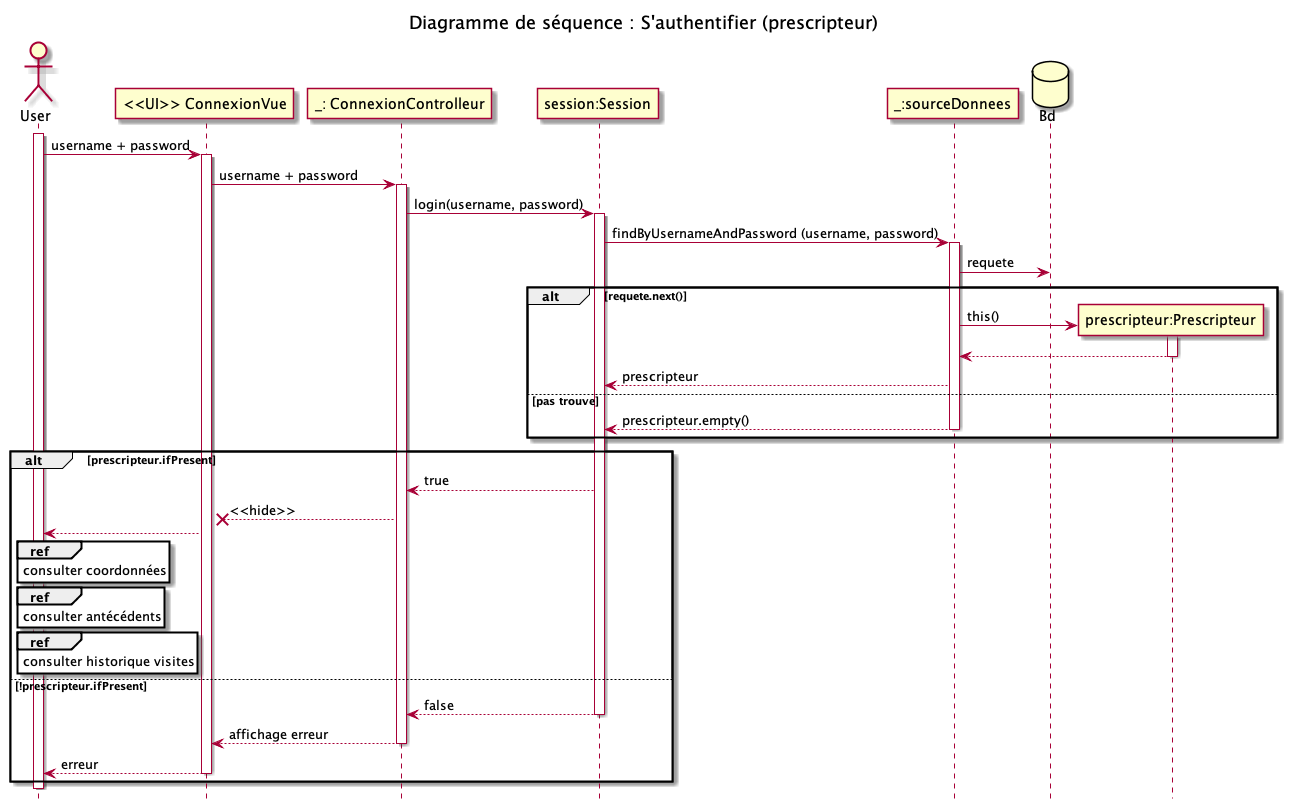 Diagramme de séquence : S'authentifier (prescripteur)
User
<<UI>> ConnexionVue
_: ConnexionControlleur
session:Session
_:sourceDonnees
Bd
username + password
username + password
login(username, password)
findByUsernameAndPassword (username, password)
requete
alt
[requete.next()]
this()
prescripteur:Prescripteur
prescripteur
[pas trouve]
prescripteur.empty()
alt
[prescripteur.ifPresent]
true
<<hide>>
ref
consulter coordonnées
ref
consulter antécédents
ref
consulter historique visites
[!prescripteur.ifPresent]
false
affichage erreur
erreur